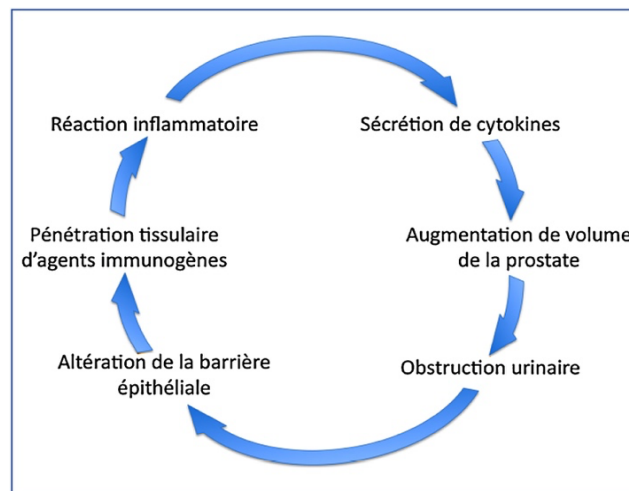 Réaction inflammatoire
Sécrétion de cytokines
Augmentation de volume
de la prostate
Obstruction urinaire
Altération de la barrière
épithéliale
Pénétration tissulaire
d'agents immunogènes